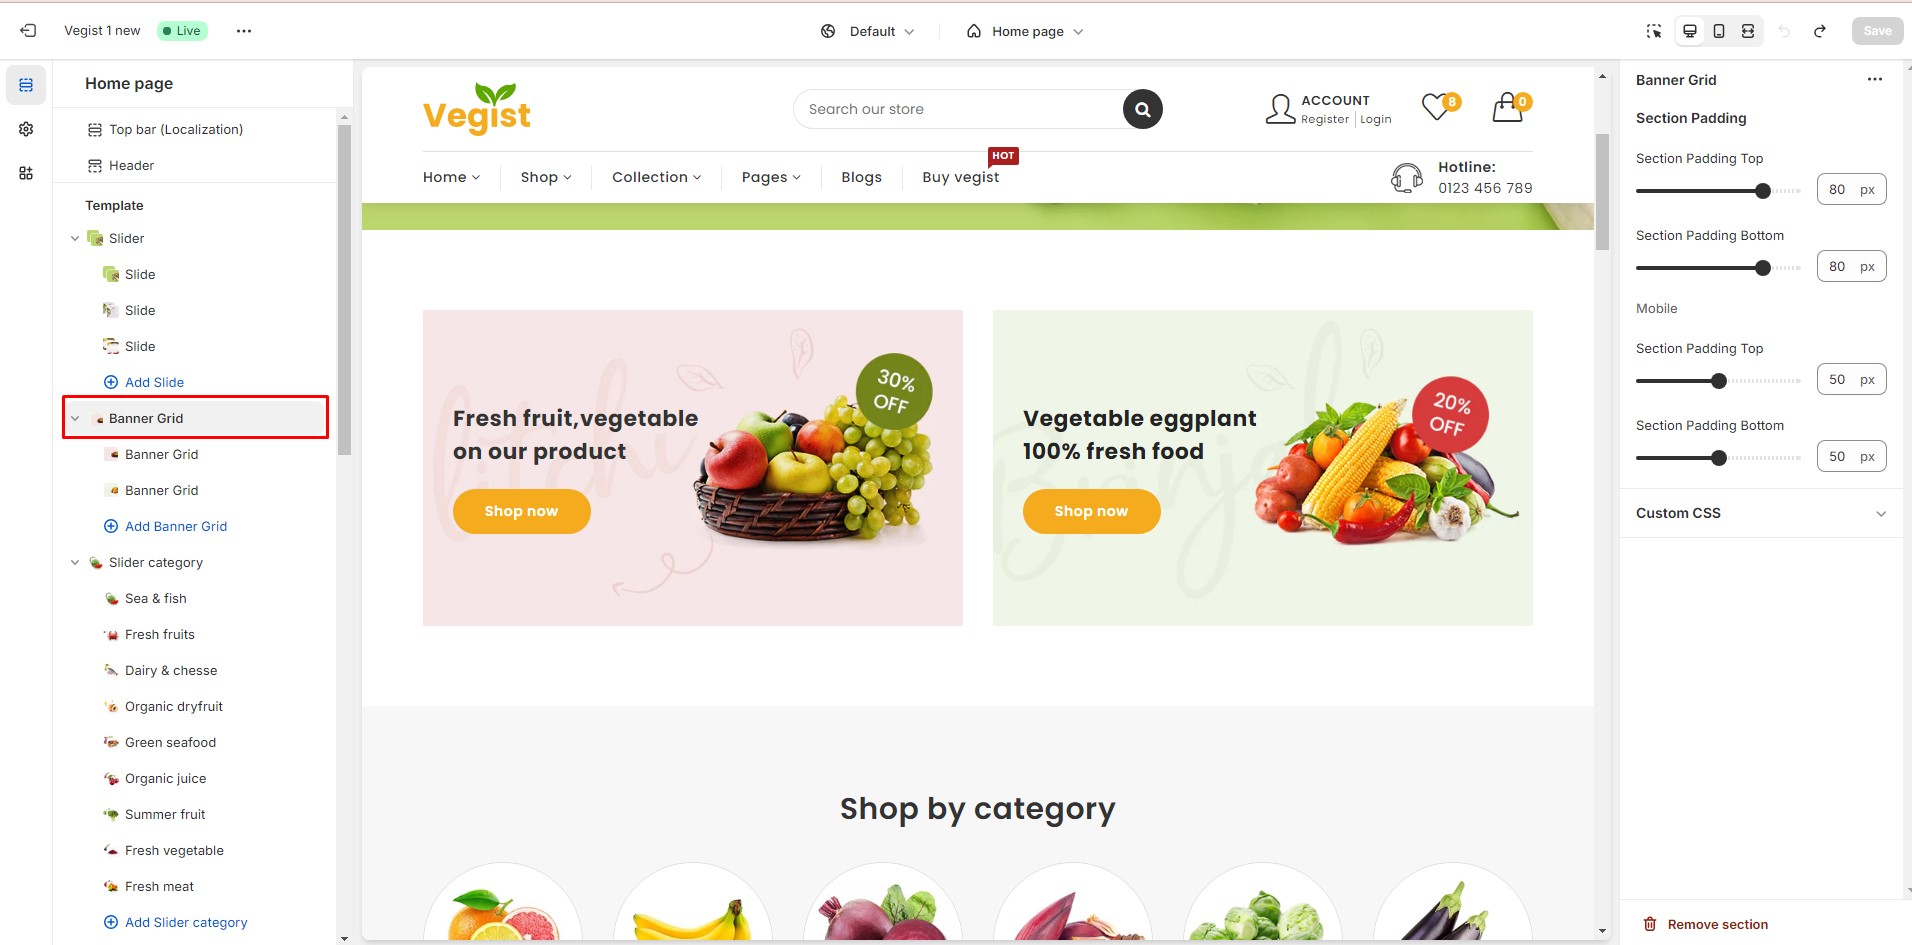 Vegist 1 new
Live
Default
Home page
Save
Home page
Top bar (Localization)
Header
Template
Slider
Slide
Slide
Slide
Add Slide
Banner Grid
Banner Grid
Banner Grid
Add Banner Grid
Slider category
Sea & fish
Fresh fruits
Dairy & chesse
Organic dryfruit
Green seafood
Organic juice
Summer fruit
Fresh vegetable
Fresh meat
Add Slider category
Vegist
Search our store
ACCOUNT
Register Login
8
0
HOT
Home
Shop
Collection
Pages
Blogs
Buy vegist
Hotline:
0123 456 789
litchi
30%
OFF
Fresh fruit,vegetable
on our product
Shop now
Brinjal
20%
OFF
Vegetable eggplant
100% fresh food
Shop now
Shop by category
Banner Grid
Section Padding
Section Padding Top
80 px
Section Padding Bottom
80 px
Mobile
Section Padding Top
50 px
Section Padding Bottom
50 px
Custom CSS
Remove section